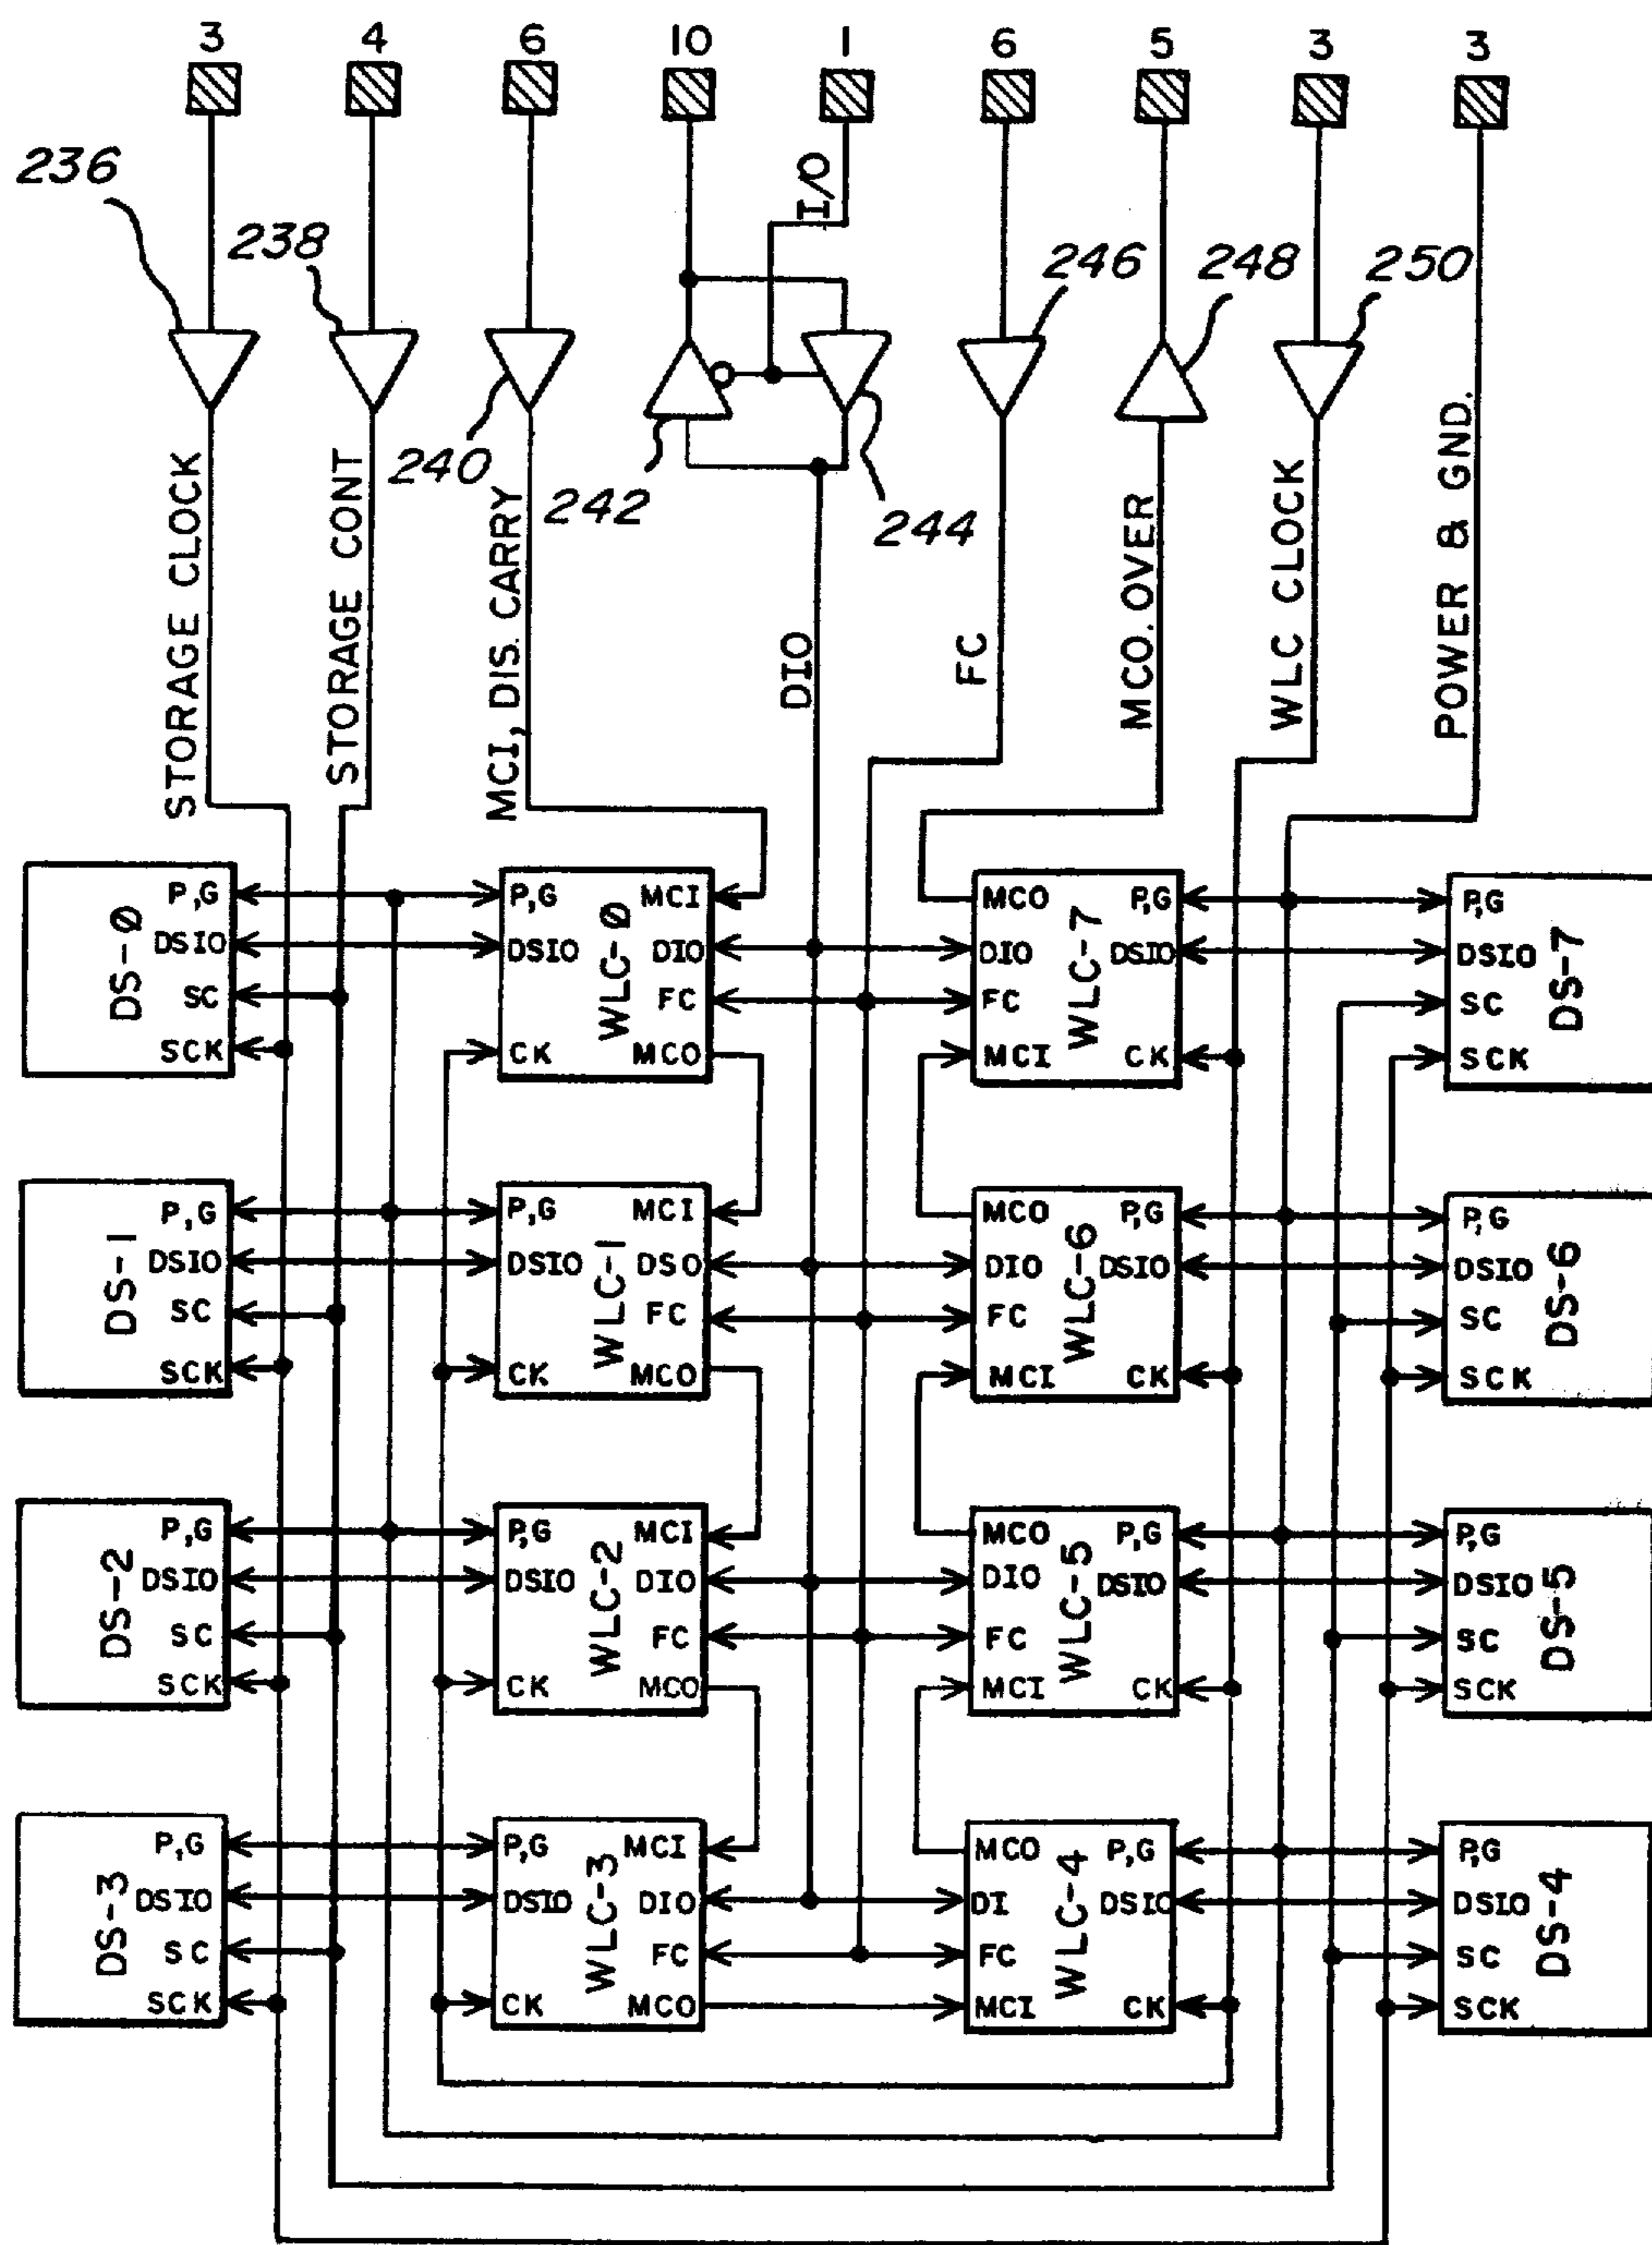 3 4 6 10 1 6 5 3 3
236
238
240
242
244
246
248
250
I/O
STORAGE CLOCK
STORAGE CONT
MCI, DIS. CARRY
DIO
FC
MCO. OVER
WLC CLOCK
POWER & GND.
DS-Ø
P,G
DSIO
SC
SCK
WLC-Ø
P,G
DSIO
CK
MCI
DIO
FC
MCO
WLC-7
MCO
DIO
FC
MCI
P,G
DSIO
CK
DS-7
P,G
DSIO
SC
SCK
DS-1
P,G
DSIO
SC
SCK
WLC-1
P,G
DSIO
CK
MCI
DSO
FC
MCO
WLC-6
MCO
DIO
FC
MCI
P,G
DSIO
CK
DS-6
P,G
DSIO
SC
SCK
DS-2
P,G
DSIO
SC
SCK
WLC-2
P,G
DSIO
CK
MCI
DIO
FC
MCO
WLC-5
MCO
DIO
FC
MCI
P,G
DSIO
CK
DS-5
P,G
DSIO
SC
SCK
DS-3
P,G
DSIO
SC
SCK
WLC-3
P,G
DSIO
CK
MCI
DIO
FC
MCO
WLC-4
MCO
DI
FC
MCI
P,G
DSIO
CK
DS-4
P,G
DSIO
SC
SCK